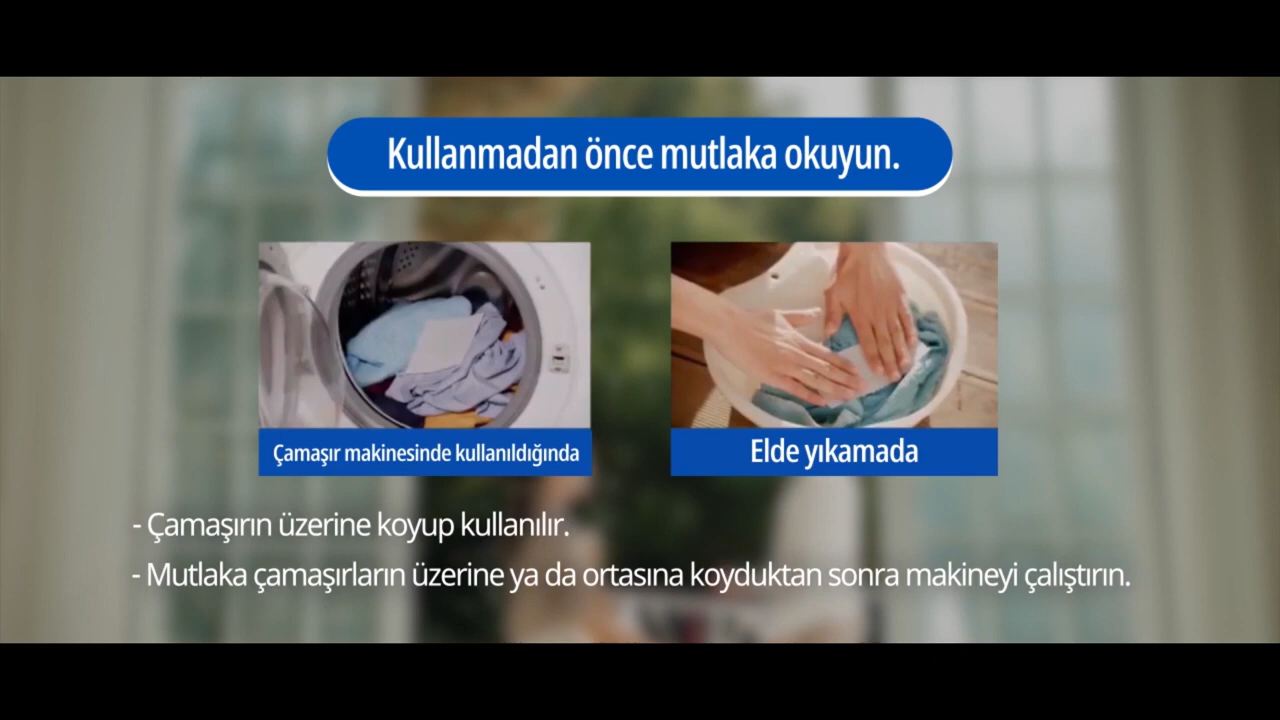 Kullanmadan önce mutlaka okuyun.
Çamaşır makinesinde kullanıldığında
Elde yıkamada
- Çamaşırın üzerine koyup kullanılır.
- Mutlaka çamaşırların üzerine ya da ortasına koyduktan sonra makineyi çalıştırın.